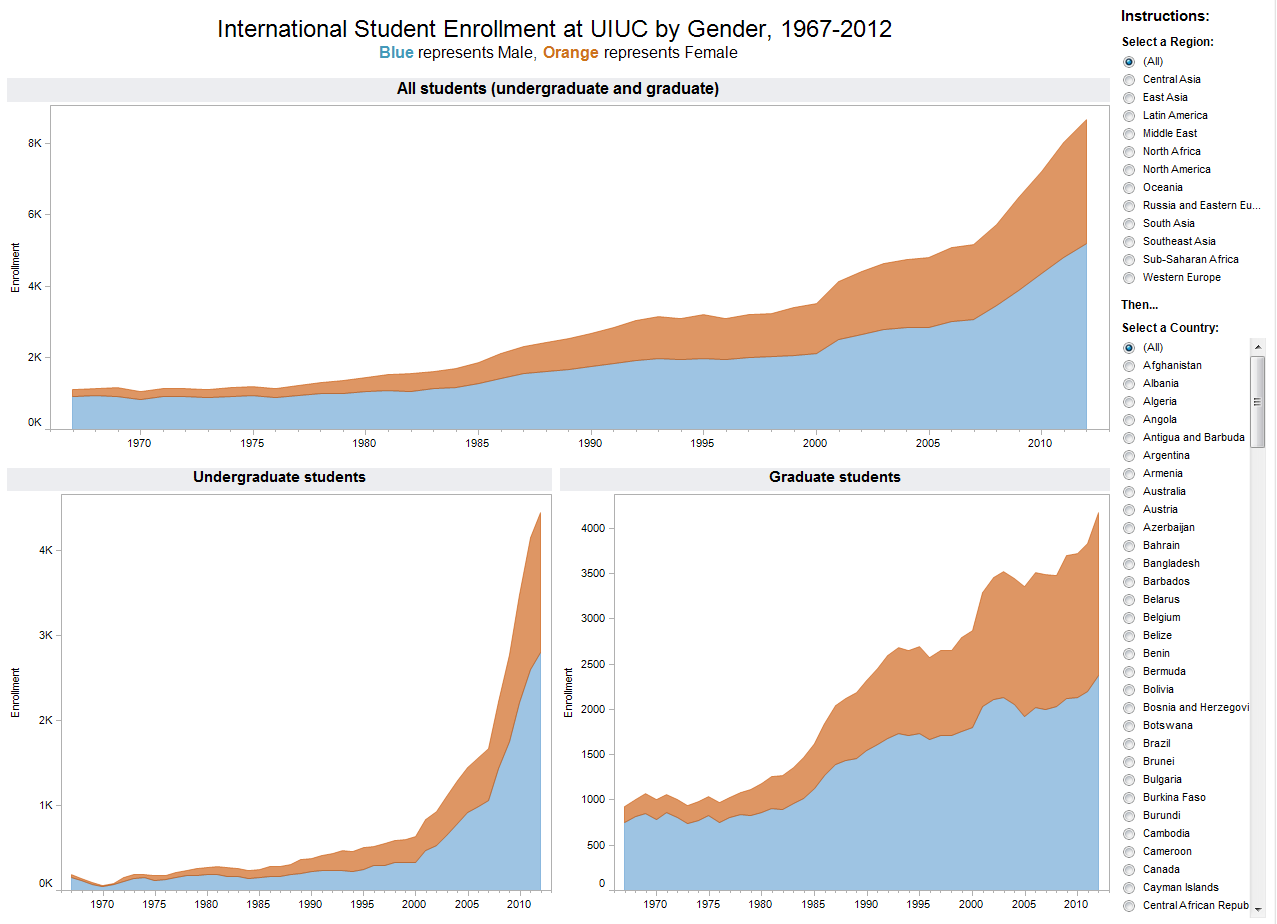 International Student Enrollment at UIUC by Gender, 1967-2012
Blue represents Male, Orange represents Female
All students (undergraduate and graduate)
8K
6K
4K
2K
0K
Enrollment
1970 1975 1980 1985 1990 1995 2000 2005 2010
Undergraduate students
4K
3K
2K
1K
0K
Enrollment
1970 1975 1980 1985 1990 1995 2000 2005 2010
Graduate students
4000
3500
3000
2500
2000
1500
1000
500
0
Enrollment
1970 1975 1980 1985 1990 1995 2000 2005 2010
Instructions:
Select a Region:
(All)
Central Asia
East Asia
Latin America
Middle East
North Africa
North America
Oceania
Russia and Eastern Eu...
South Asia
Southeast Asia
Sub-Saharan Africa
Western Europe
Then...
Select a Country:
(All)
Afghanistan
Albania
Algeria
Angola
Antigua and Barbuda
Argentina
Armenia
Australia
Austria
Azerbaijan
Bahrain
Bangladesh
Barbados
Belarus
Belgium
Belize
Benin
Bermuda
Bolivia
Bosnia and Herzegovi
Botswana
Brazil
Brunei
Bulgaria
Burkina Faso
Burundi
Cambodia
Cameroon
Canada
Cayman Islands
Central African Repub